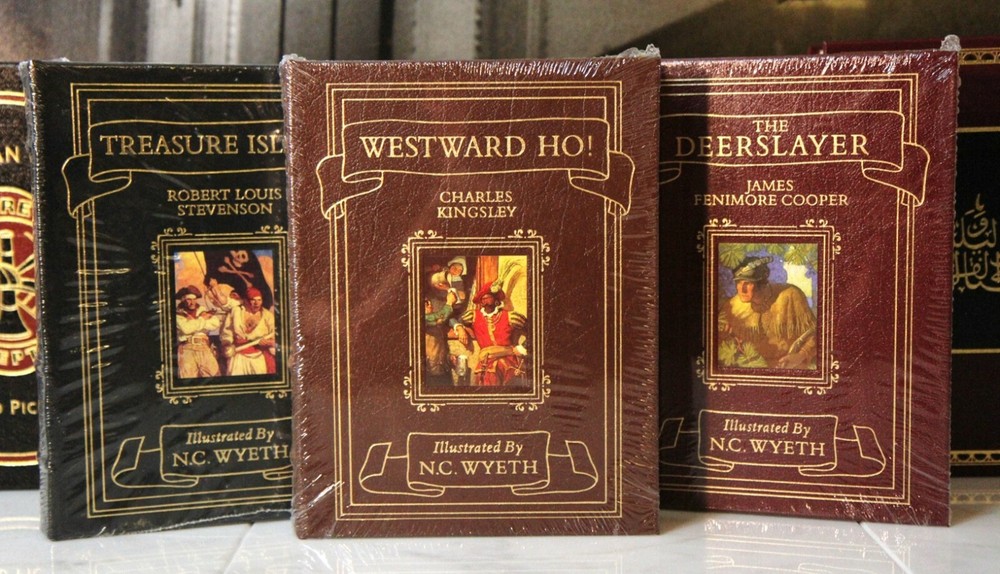 TREASURE ISL
ROBERT LOUIS
STEVENSON
Illustrated By
N.C. WYETH
WESTWARD HO!
CHARLES
KINGSLEY
Illustrated By
N.C. WYETH
THE
DEERSLAYER
JAMES
FENIMORE COOPER
Illustrated By
N.C. WYETH